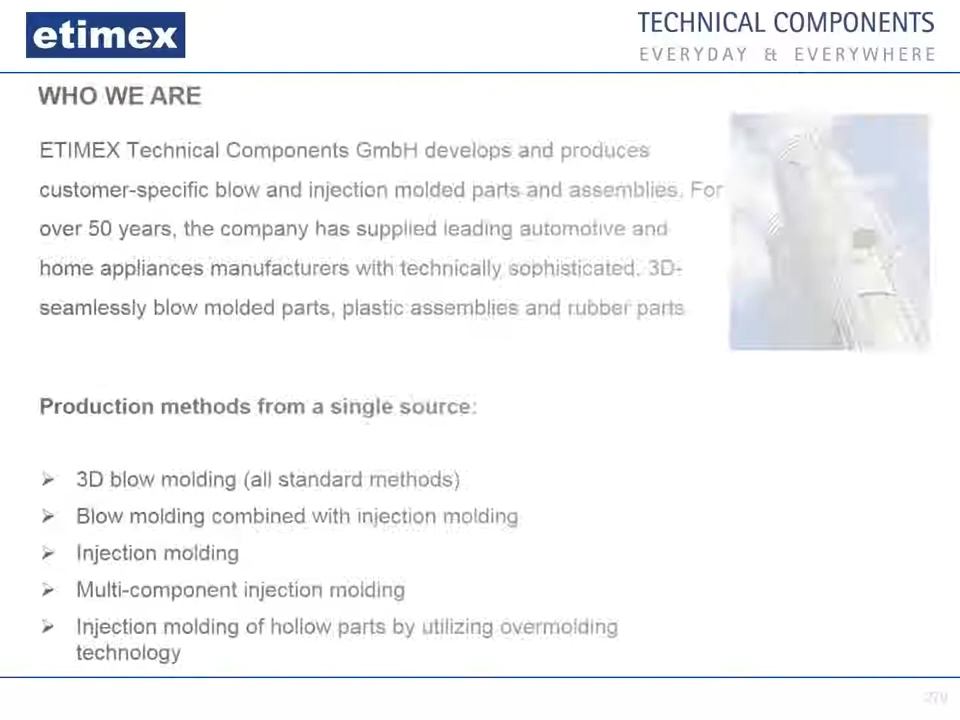 etimex
TECHNICAL COMPONENTS
EVERYDAY & EVERYWHERE
WHO WE ARE
ETIMEX Technical Components GmbH develops and produces
customer-specific blow and injection molded parts and assemblies. For
over 50 years, the company has supplied leading automotive and
home appliances manufacturers with technically sophisticated, 3D-
seamlessly blow molded parts, plastic assemblies and rubber parts
Production methods from a single source:
➢ 3D blow molding (all standard methods)
➢ Blow molding combined with injection molding
➢ Injection molding
➢ Multi-component injection molding
➢ Injection molding of hollow parts by utilizing overmolding
technology